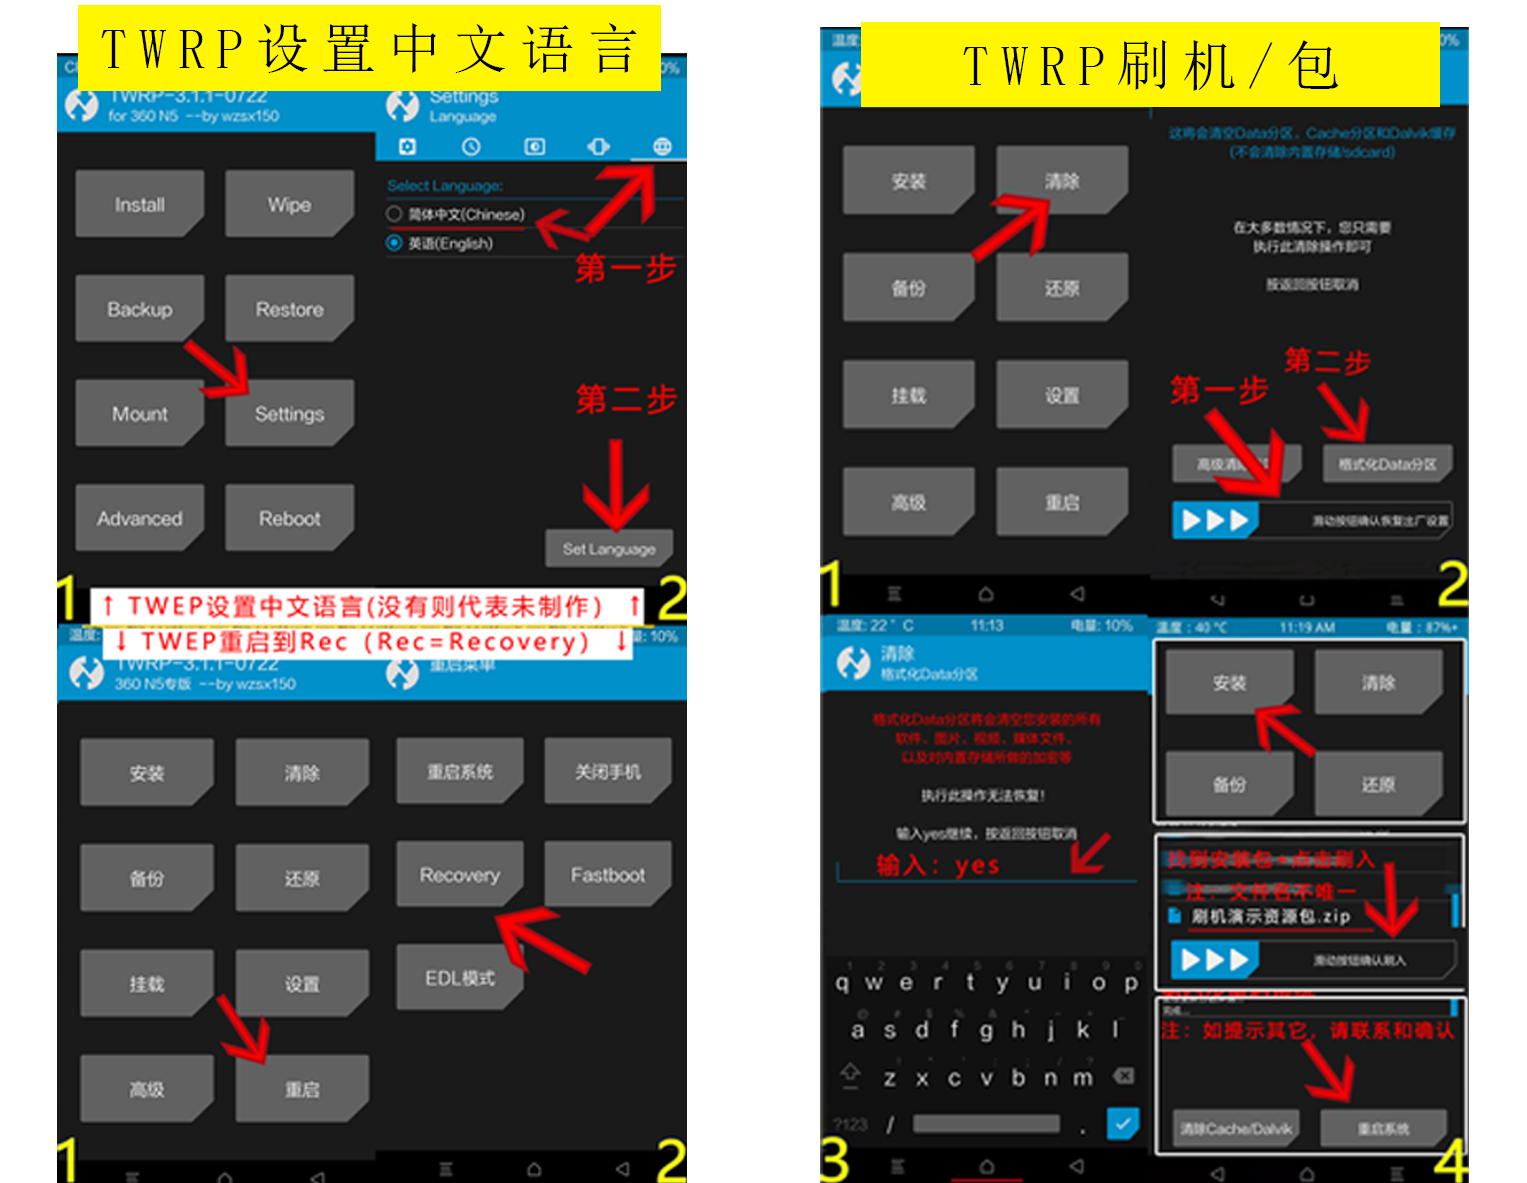 TWRP设置中文语言
TWRP-3.1.1-0722
for 360 N5 --by wzsx150
Install
Wipe
Backup
Restore
Mount
Settings
Advanced
Reboot
1
0%
Settings
Language
Select Language:
简体中文(Chinese)
英语(English)
第一步
第二步
Set Language
2
↑ TWEP设置中文语言(没有则代表未制作) ↑
↓ TWEP重启到Rec (Rec=Recovery) ↓
温度:
量: 10%
TWRP-3.1.1-0722
360 N5专版 --by wzsx150
安装
清除
备份
还原
挂载
设置
高级
重启
1
重启菜单
重启系统
关闭手机
Recovery
Fastboot
EDL模式
2
TWRP刷机/包
温度:
0%
安装
清除
备份
还原
挂载
设置
高级
重启
1
这将会清空Data分区，Cache分区和Dalvik缓存
(不会清除内置存储/sdcard)
在大多数情况下，您只需要
执行此清除操作即可
按返回按钮取消
第一步
第二步
高级清除
格式化Data分区
滑动按钮确认恢复出厂设置
2
温度: 22 ° C
11:13
电量: 10%
清除
格式化Data分区
格式化Data分区将会清空您安装的所有
软件、图片、视频、媒体文件、
以及对内置存储所做的加密等
执行此操作无法恢复!
输入yes继续，按返回按钮取消
输入: yes
1 2 3 4 5 6 7 8 9 0
q w e r t y u i o p
a s d f g h j k l
z x c v b n m
?123 / .
3
温度 : 40 °C
11:19 AM
电量 : 87%+
安装
清除
备份
还原
找到安装包+点击刷入
注: 文件名不唯一
刷机演示资源包.zip
滑动按钮确认刷入
完成...
注: 如提示其它, 请联系和确认
清除Cache/Dalvik
重启系统
4